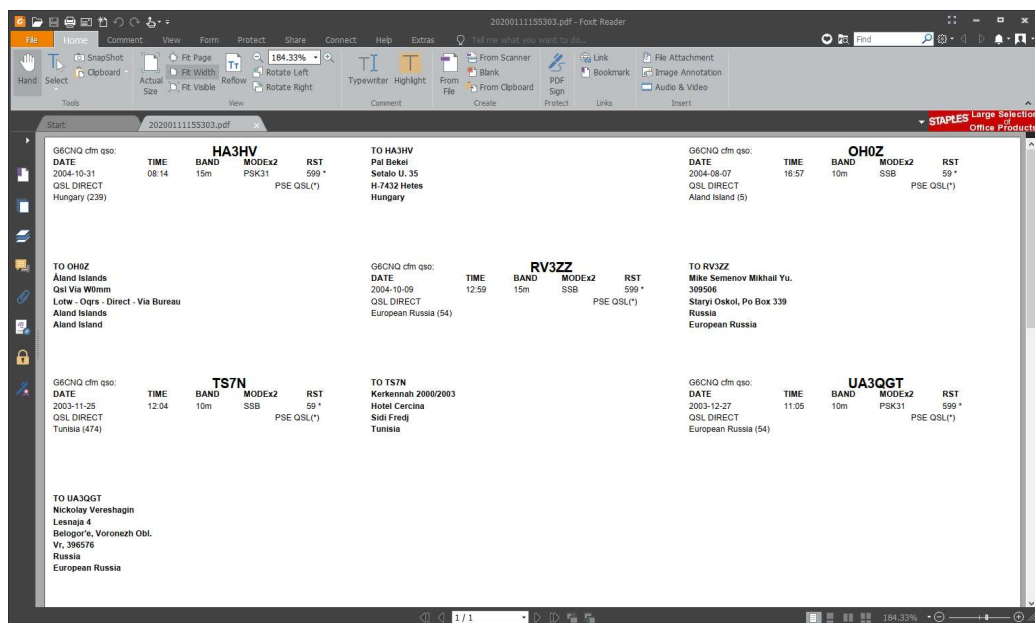 20200111155303.pdf - Foxit Reader
File Home Comment View Form Protect Share Connect Help Extras Tell me what you want to do.. Find
Hand
Select
SnapShot
Clipboard
Tools
Actual Size
Fit Page
Fit Width
Fit Visible
Reflow
184.33%
Rotate Left
Rotate Right
View
Typewriter
Highlight
Comment
From File
From Scanner
Blank
From Clipboard
Create
PDF Sign
Protect
Link
Bookmark
Links
File Attachment
Image Annotation
Audio & Video
Insert
Start 20200111155303.pdf
STAPLES Large Selection of Office Products
G6CNQ cfm qso: HA3HV
DATE TIME BAND MODEx2 RST
2004-10-31 08:14 15m PSK31 599 *
QSL DIRECT PSE QSL(*)
Hungary (239)
TO HA3HV
Pal Bekei
Setalo U. 35
H-7432 Hetes
Hungary
G6CNQ cfm qso: OH0Z
DATE TIME BAND MODEx2 RST
2004-08-07 16:57 10m SSB 59 *
QSL DIRECT PSE QSL(*)
Aland Island (5)
TO OH0Z
Åland Islands
Qsl Via W0mm
Lotw - Oqrs - Direct - Via Bureau
Aland Islands
Aland Island
G6CNQ cfm qso: RV3ZZ
DATE TIME BAND MODEx2 RST
2004-10-09 12:59 15m SSB 599 *
QSL DIRECT PSE QSL(*)
European Russia (54)
TO RV3ZZ
Mike Semenov Mikhail Yu.
309506
Staryi Oskol, Po Box 339
Russia
European Russia
G6CNQ cfm qso: TS7N
DATE TIME BAND MODEx2 RST
2003-11-25 12:04 10m SSB 59 *
QSL DIRECT PSE QSL(*)
Tunisia (474)
TO TS7N
Kerkennah 2000/2003
Hotel Cercina
Sidi Fredj
Tunisia
G6CNQ cfm qso: UA3QGT
DATE TIME BAND MODEx2 RST
2003-12-27 11:05 10m PSK31 599 *
QSL DIRECT PSE QSL(*)
European Russia (54)
TO UA3QGT
Nickolay Vereshagin
Lesnaja 4
Belogor'e, Voronezh Obl.
Vr, 396576
Russia
European Russia
1 / 1
184.33%